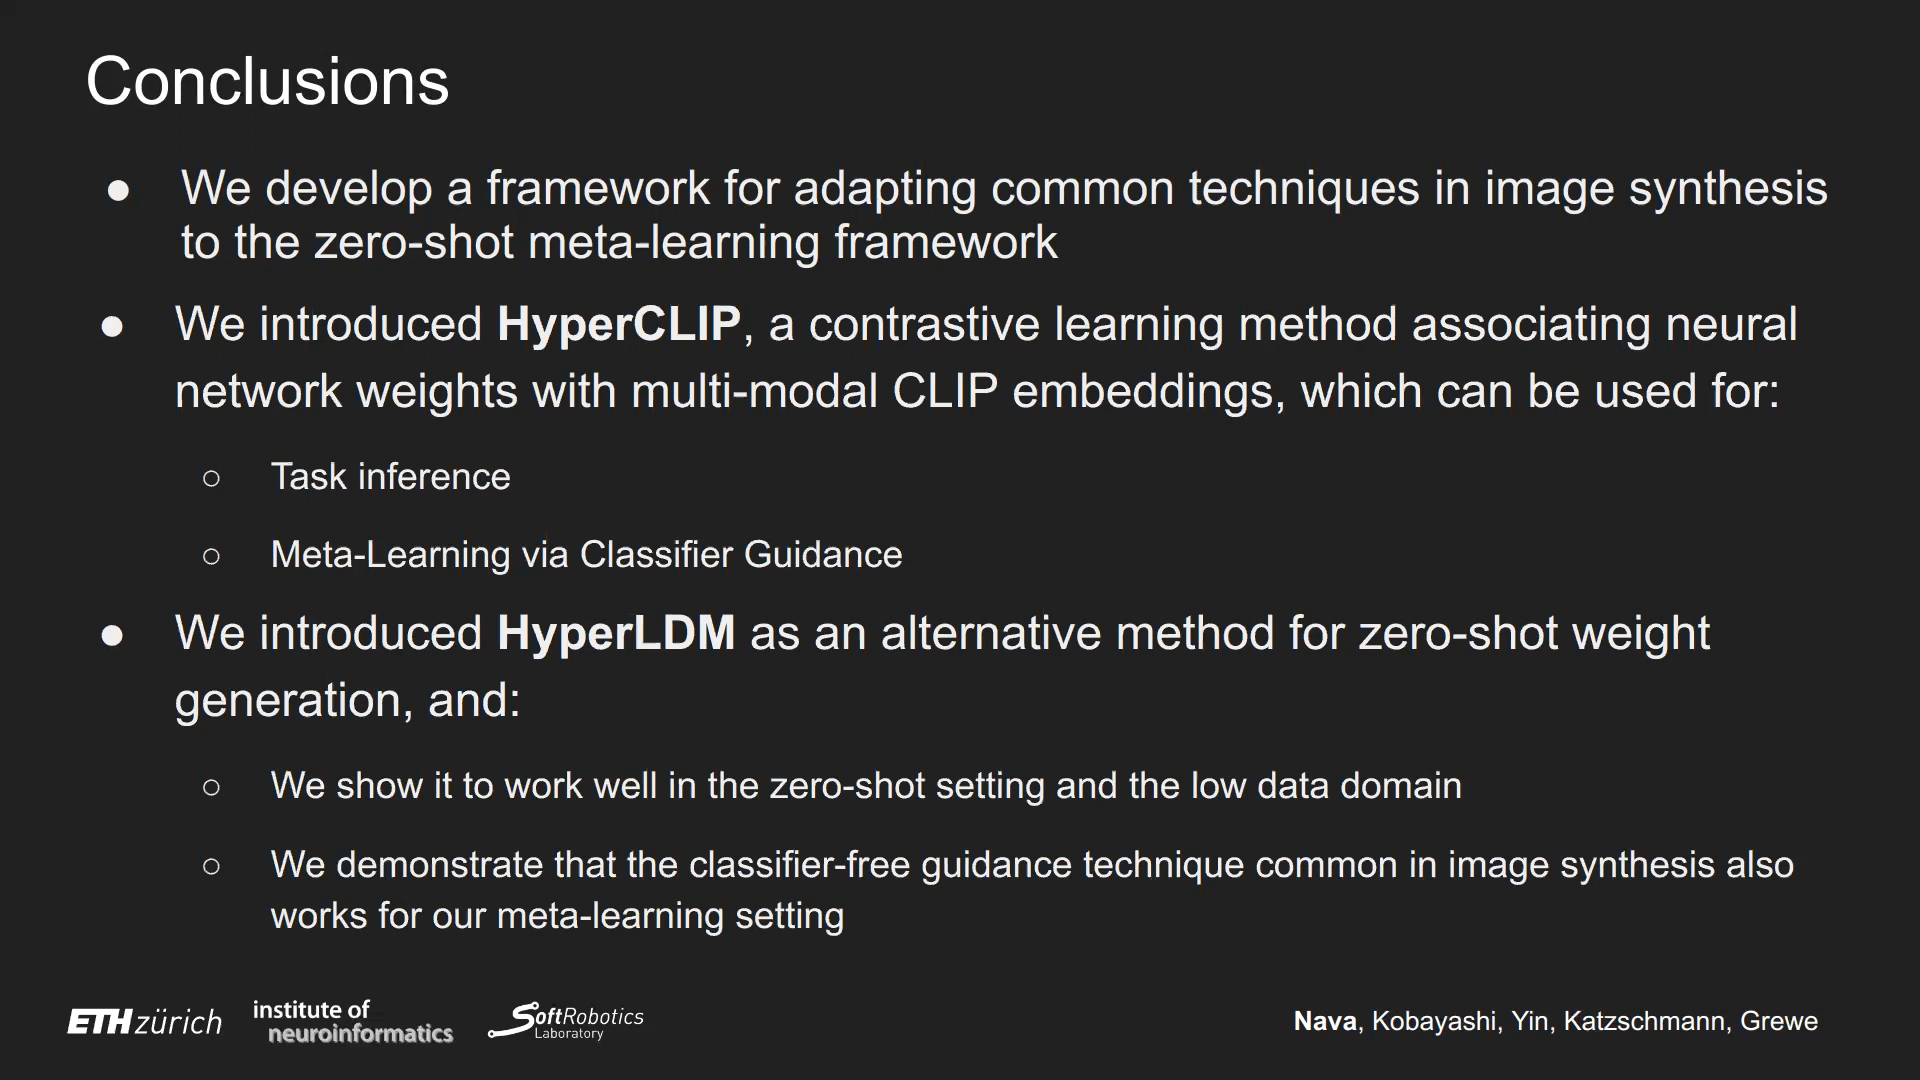 Conclusions
● We develop a framework for adapting common techniques in image synthesis
to the zero-shot meta-learning framework
● We introduced HyperCLIP, a contrastive learning method associating neural
network weights with multi-modal CLIP embeddings, which can be used for:
○ Task inference
○ Meta-Learning via Classifier Guidance
● We introduced HyperLDM as an alternative method for zero-shot weight
generation, and:
○ We show it to work well in the zero-shot setting and the low data domain
○ We demonstrate that the classifier-free guidance technique common in image synthesis also
works for our meta-learning setting
ETH zürich
institute of
neuroinformatics
SoftRobotics
Laboratory
Nava, Kobayashi, Yin, Katzschmann, Grewe